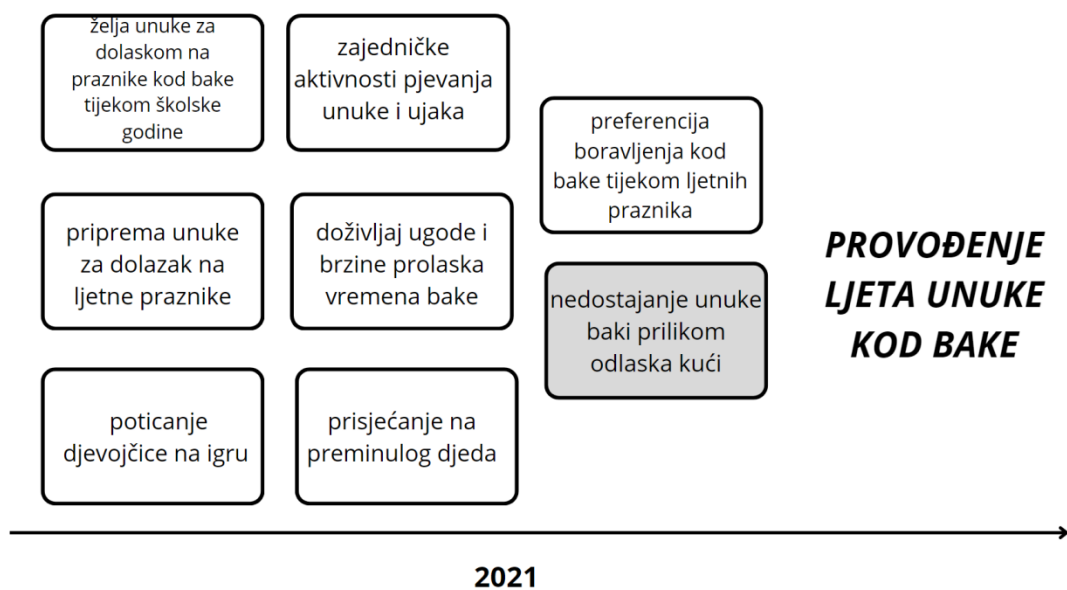 želja unuke za
dolaskom na
praznike kod bake
tijekom školske
godine
zajedničke
aktivnosti pjevanja
unuke i ujaka
preferencija
boravljenja kod
bake tijekom ljetnih
praznika
priprema unuke
za dolazak na
ljetne praznike
doživljaj ugode i
brzine prolaska
vremena bake
nedostajanje unuke
baki prilikom
odlaska kući
PROVOĐENJE
LJETA UNUKE
KOD BAKE
poticanje
djevojčice na igru
prisjećanje na
preminulog djeda
2021